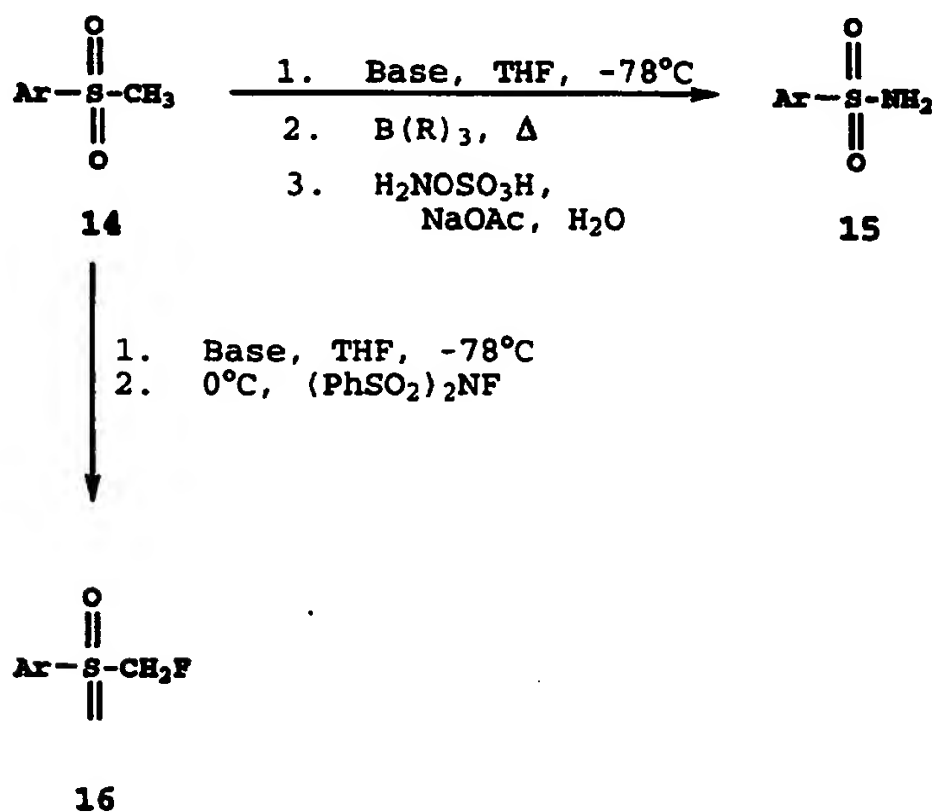 O
Ar-S-CH₃
O
14
1. Base, THF, -78°C
2. B(R)₃, Δ
3. H₂NOSO₃H,
NaOAc, H₂O
O
Ar-S-NH₂
O
15
1. Base, THF, -78°C
2. 0°C, (PhSO₂)₂NF
O
Ar-S-CH₂F
16